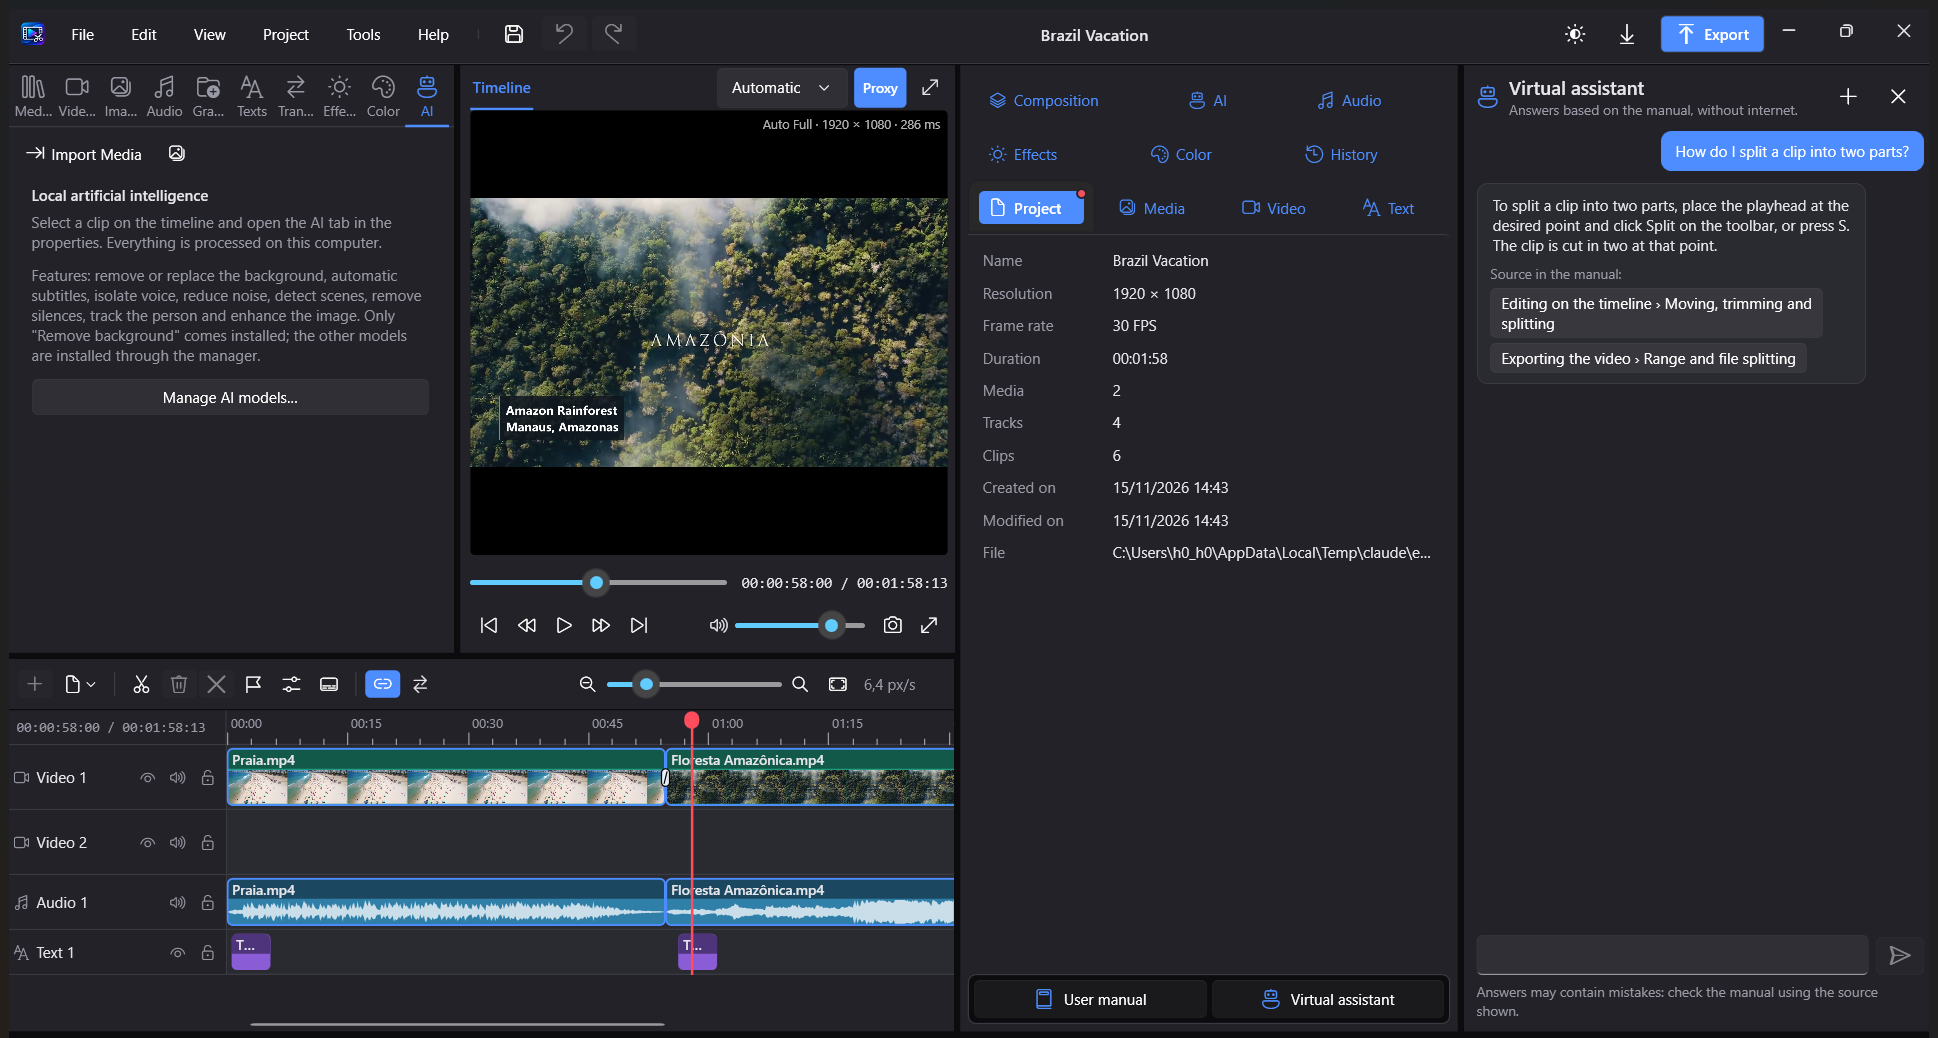 File Edit View Project Tools Help
Brazil Vacation
Export
Med... Vide... Ima... Audio Gra... Texts Tran... Effe... Color AI
Import Media
Local artificial intelligence
Select a clip on the timeline and open the AI tab in the
properties. Everything is processed on this computer.
Features: remove or replace the background, automatic
subtitles, isolate voice, reduce noise, detect scenes, remove
silences, track the person and enhance the image. Only
"Remove background" comes installed; the other models
are installed through the manager.
Manage AI models...
Timeline
Automatic
Proxy
Auto Full · 1920 × 1080 · 286 ms
AMAZÔNIA
Amazon Rainforest
Manaus, Amazonas
00:00:58:00 / 00:01:58:13
Composition AI Audio
Effects Color History
Project Media Video Text
Name Brazil Vacation
Resolution 1920 × 1080
Frame rate 30 FPS
Duration 00:01:58
Media 2
Tracks 4
Clips 6
Created on 15/11/2026 14:43
Modified on 15/11/2026 14:43
File C:\Users\h0_h0\AppData\Local\Temp\claude\e...
User manual
Virtual assistant
Virtual assistant
Answers based on the manual, without internet.
How do I split a clip into two parts?
To split a clip into two parts, place the playhead at the
desired point and click Split on the toolbar, or press S.
The clip is cut in two at that point.
Source in the manual:
Editing on the timeline › Moving, trimming and
splitting
Exporting the video › Range and file splitting
Answers may contain mistakes: check the manual using the source
shown.
6,4 px/s
00:00:58:00 / 00:01:58:13
00:00 00:15 00:30 00:45 01:00 01:15
Video 1
Praia.mp4
Floresta Amazônica.mp4
Video 2
Audio 1
Praia.mp4
Floresta Amazônica.mp4
Text 1
T...
T...